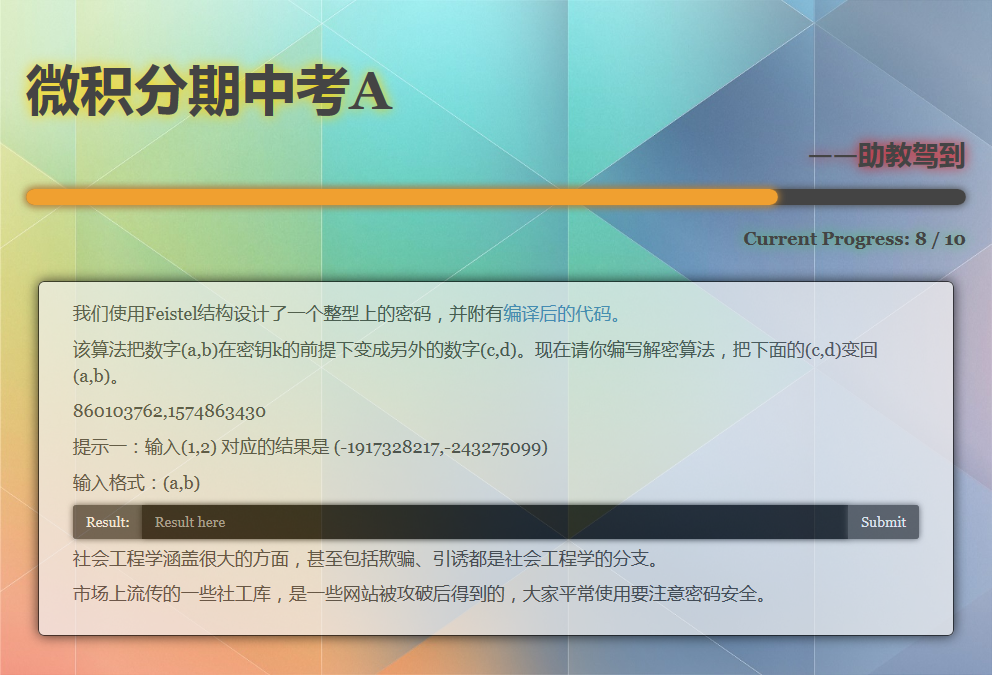 微积分期中考A
——助教驾到
Current Progress: 8 / 10
我们使用Feistel结构设计了一个整型上的密码，并附有编译后的代码。
该算法把数字(a,b)在密钥k的前提下变成另外的数字(c,d)。现在请你编写解密算法，把下面的(c,d)变回
(a,b)。
860103762,1574863430
提示一：输入(1,2) 对应的结果是 (-1917328217,-243275099)
输入格式：(a,b)
Result: Result here Submit
社会工程学涵盖很大的方面，甚至包括欺骗、引诱都是社会工程学的分支。
市场上流传的一些社工库，是一些网站被攻破后得到的，大家平常使用要注意密码安全。